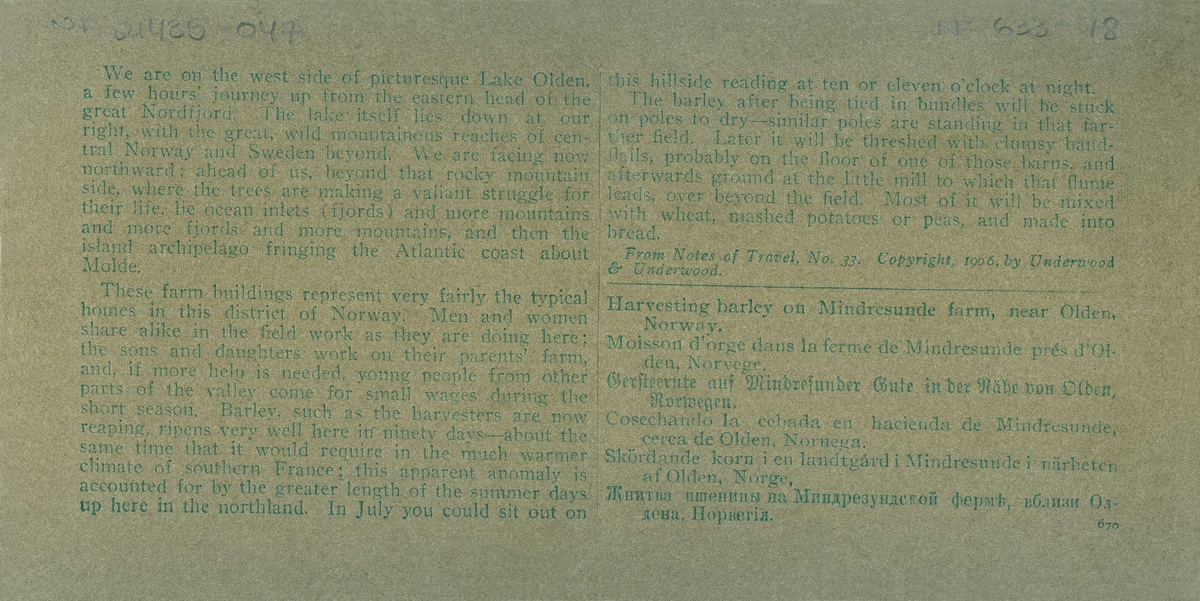 NF. 21435-047
NF. 633-18
We are on the west side of picturesque Lake Olden,
a few hours' journey up from the eastern head of the
great Nordfjord. The lake itself lies down at our
right, with the great, wild mountainous reaches of cen-
tral Norway and Sweden beyond. We are facing now
northward; ahead of us, beyond that rocky mountain
side, where the trees are making a valiant struggle for
their life, lie ocean inlets (fjords) and more mountains
and more fjords and more mountains, and then the
island archipelago fringing the Atlantic coast about
Molde.
These farm buildings represent very fairly the typical
homes in this district of Norway. Men and women
share alike in the field work as they are doing here;
the sons and daughters work on their parents' farm,
and, if more help is needed, young people from other
parts of the valley come for small wages during the
short season. Barley, such as the harvesters are now
reaping, ripens very well here in ninety days—about the
same time that it would require in the much warmer
climate of southern France; this apparent anomaly is
accounted for by the greater length of the summer days
up here in the northland. In July you could sit out on
this hillside reading at ten or eleven o'clock at night.
The barley after being tied in bundles will be stuck
on poles to dry—similar poles are standing in that far-
ther field. Later it will be threshed with clumsy hand-
flails, probably on the floor of one of those barns, and
afterwards ground at the little mill to which that flume
leads, over beyond the field. Most of it will be mixed
with wheat, mashed potatoes or peas, and made into
bread.
From Notes of Travel, No. 33. Copyright, 1906, by Underwood
& Underwood.
Harvesting barley on Mindresunde farm, near Olden,
Norway.
Moisson d'orge dans la ferme de Mindresunde prés d'Ol-
den, Norvege.
Gersteernte auf Mindresunder Gute in der Nähe von Olden,
Norwegen.
Cosechando la cebada en hacienda de Mindresunde,
cerca de Olden, Noruega.
Skördande korn i en landtgård i Mindresunde i närheten
af Olden, Norge,
Жнитва пшеницы на Миндрезундской фермѣ, вблизи Ол-
дена, Норвегія.
670